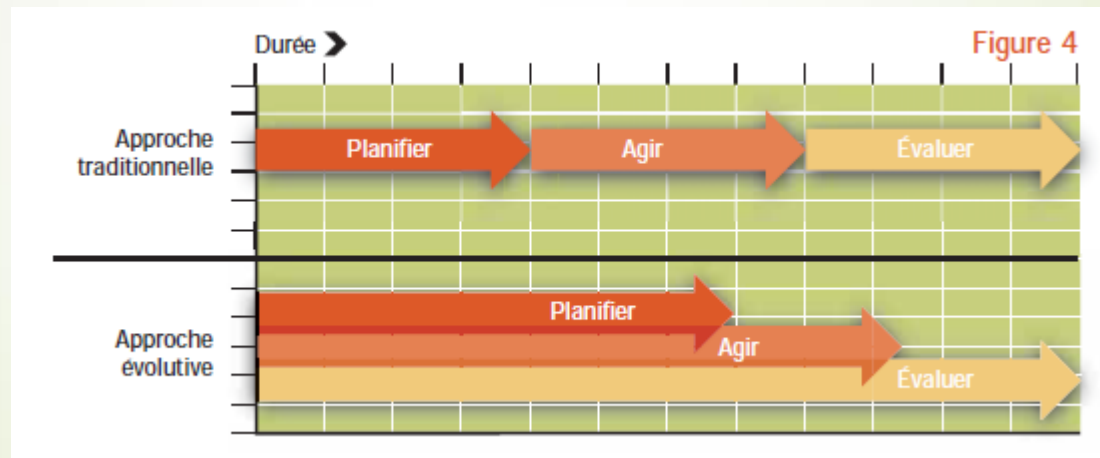 Durée
Figure 4
Approche
traditionnelle
Planifier
Agir
Évaluer
Approche
évolutive
Planifier
Agir
Évaluer